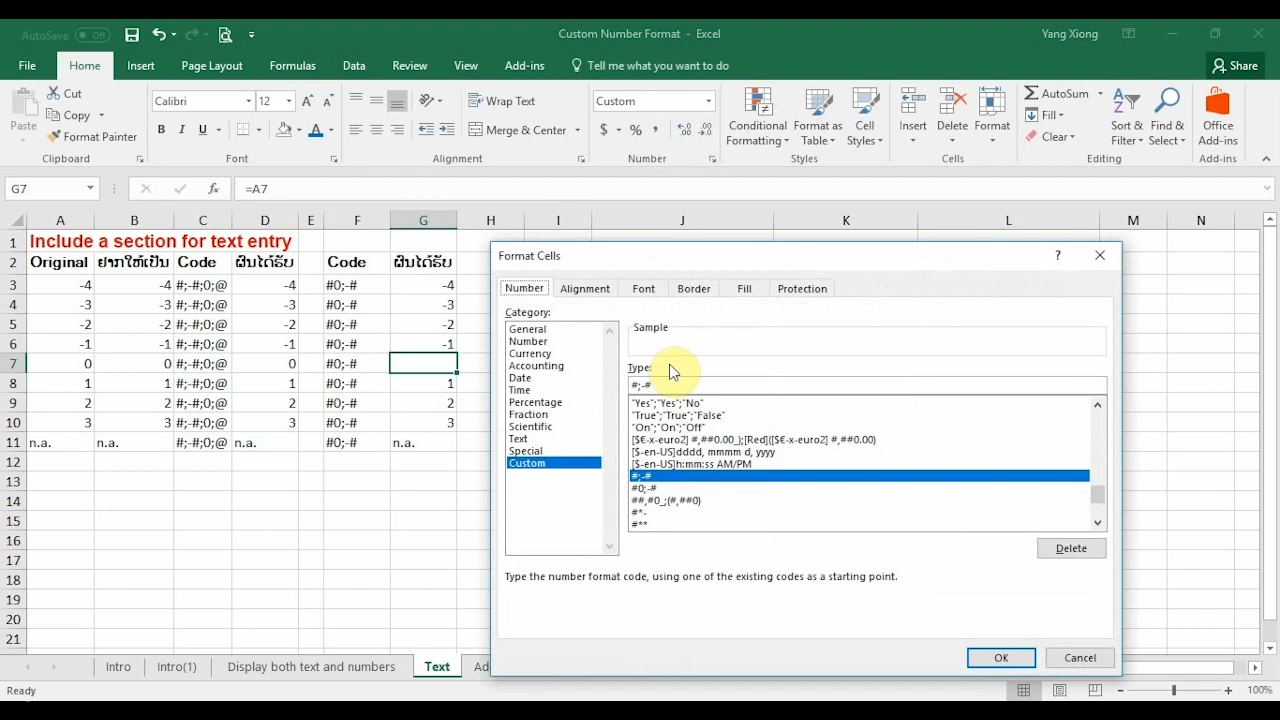 AutoSave Off
Custom Number Format - Excel
Yang Xiong
File Home Insert Page Layout Formulas Data Review View Add-ins Tell me what you want to do Share
Paste
Cut
Copy
Format Painter
Clipboard
Calibri 12
B I U
Font
Wrap Text
Merge & Center
Alignment
Custom
$ % ,
Number
Conditional Formatting
Format as Table
Cell Styles
Styles
Insert
Delete
Format
Cells
AutoSum
Fill
Clear
Sort & Filter
Find & Select
Editing
Office Add-ins
Add-ins
G7 fx =A7
A B C D E F G H I J K L M N
1 Include a section for text entry
2 Original ຢາກໃຫ້ເປັນ Code ຜົນໄດ້ຮັບ Code ຜົນໄດ້ຮັບ
3 -4 -4 #;-#;0;@ -4 #0;-# -4
4 -3 -3 #;-#;0;@ -3 #0;-# -3
5 -2 -2 #;-#;0;@ -2 #0;-# -2
6 -1 -1 #;-#;0;@ -1 #0;-# -1
7 0 0 #;-#;0;@ 0 #0;-#
8 1 1 #;-#;0;@ 1 #0;-# 1
9 2 2 #;-#;0;@ 2 #0;-# 2
10 3 3 #;-#;0;@ 3 #0;-# 3
11 n.a. n.a. #;-#;0;@ n.a. #0;-# n.a.
12
13
14
15
16
17
18
19
20
21
Format Cells ?
Number Alignment Font Border Fill Protection
Category:
General
Number
Currency
Accounting
Date
Time
Percentage
Fraction
Scientific
Text
Special
Custom
Sample
Type:
#;-#
"Yes";"Yes";"No"
"True";"True";"False"
"On";"On";"Off"
[$€-x-euro2] #,##0.00_);[Red]([$€-x-euro2] #,##0.00)
[$-en-US]dddd, mmmm d, yyyy
[$-en-US]h:mm:ss AM/PM
#;-#
#0;-#
##,#0_;(#,##0)
#*-
#**
Delete
Type the number format code, using one of the existing codes as a starting point.
OK Cancel
Intro Intro(1) Display both text and numbers Text
Ready
100%